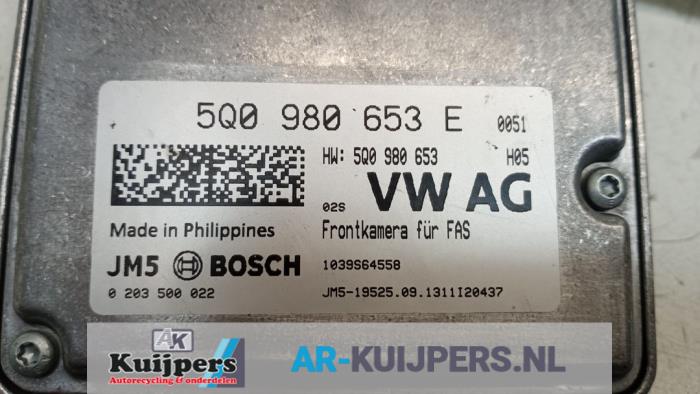 5Q0 980 653 E 0051
HW: 5Q0 980 653 H05
02S VW AG
Made in Philippines Frontkamera für FAS
JM5 BOSCH 1039S64558
0 203 500 022 JM5-19525.09.1311I20437
AK
Kuijpers
Autorecycling & onderdelen
AR-KUIJPERS.NL